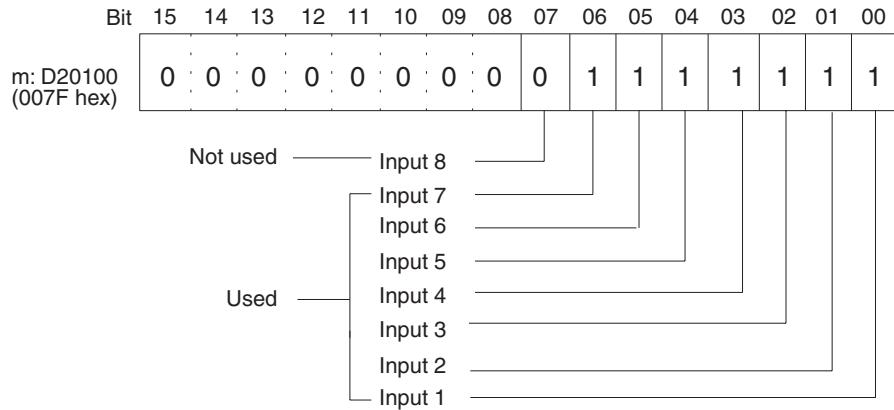 Bit 15 14 13 12 11 10 09 08 07 06 05 04 03 02 01 00
m: D20100 0 0 0 0 0 0 0 0 0 1 1 1 1 1 1 1
(007F hex)
Not used Input 8
Input 7
Input 6
Input 5
Used Input 4
Input 3
Input 2
Input 1